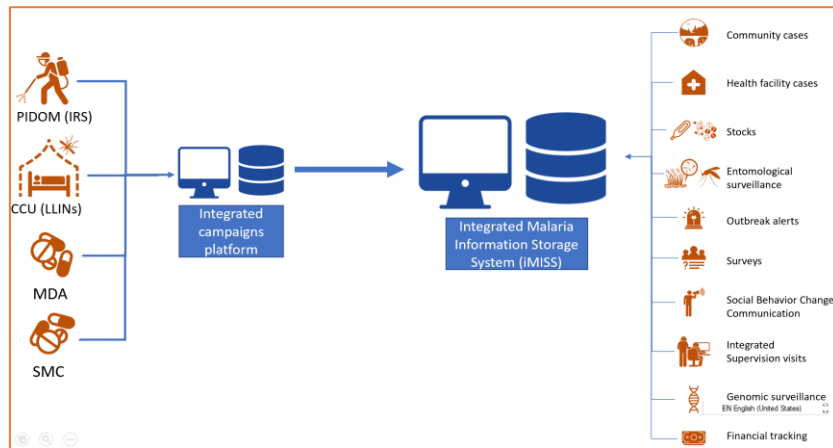 PIDOM (IRS)
CCU (LLINs)
MDA
SMC
Integrated
campaigns
platform
Integrated Malaria
Information Storage
System (iMISS)
Community cases
Health facility cases
Stocks
Entomological
surveillance
Outbreak alerts
Surveys
Social Behavior Change
Communication
Integrated
Supervision visits
Genomic surveillance
EN English (United States)
Financial tracking